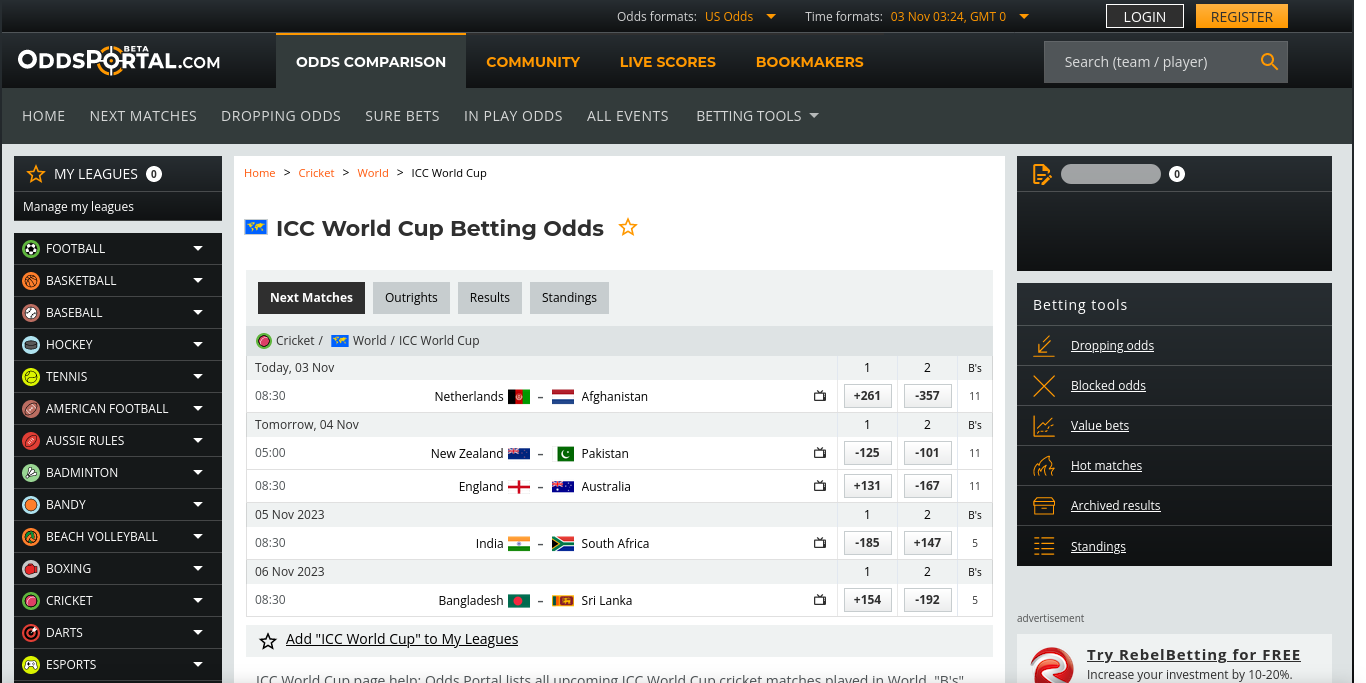 Odds formats: US Odds Time formats: 03 Nov 03:24, GMT 0 LOGIN REGISTER
ODDSPORTAL.COM BETA ODDS COMPARISON COMMUNITY LIVE SCORES BOOKMAKERS Search (team / player)
HOME NEXT MATCHES DROPPING ODDS SURE BETS IN PLAY ODDS ALL EVENTS BETTING TOOLS
MY LEAGUES 0
Manage my leagues
FOOTBALL
BASKETBALL
BASEBALL
HOCKEY
TENNIS
AMERICAN FOOTBALL
AUSSIE RULES
BADMINTON
BANDY
BEACH VOLLEYBALL
BOXING
CRICKET
DARTS
ESPORTS
Home > Cricket > World > ICC World Cup
ICC World Cup Betting Odds
Next Matches Outrights Results Standings
Cricket / World / ICC World Cup
Today, 03 Nov 1 2 B's
08:30 Netherlands – Afghanistan +261 -357 11
Tomorrow, 04 Nov 1 2 B's
05:00 New Zealand – Pakistan -125 -101 11
08:30 England – Australia +131 -167 11
05 Nov 2023 1 2 B's
08:30 India – South Africa -185 +147 5
06 Nov 2023 1 2 B's
08:30 Bangladesh – Sri Lanka +154 -192 5
Add "ICC World Cup" to My Leagues
ICC World Cup page help: Odds Portal lists all upcoming ICC World Cup cricket matches played in World. "B's"
0
Betting tools
Dropping odds
Blocked odds
Value bets
Hot matches
Archived results
Standings
advertisement
Try RebelBetting for FREE
Increase your investment by 10-20%.